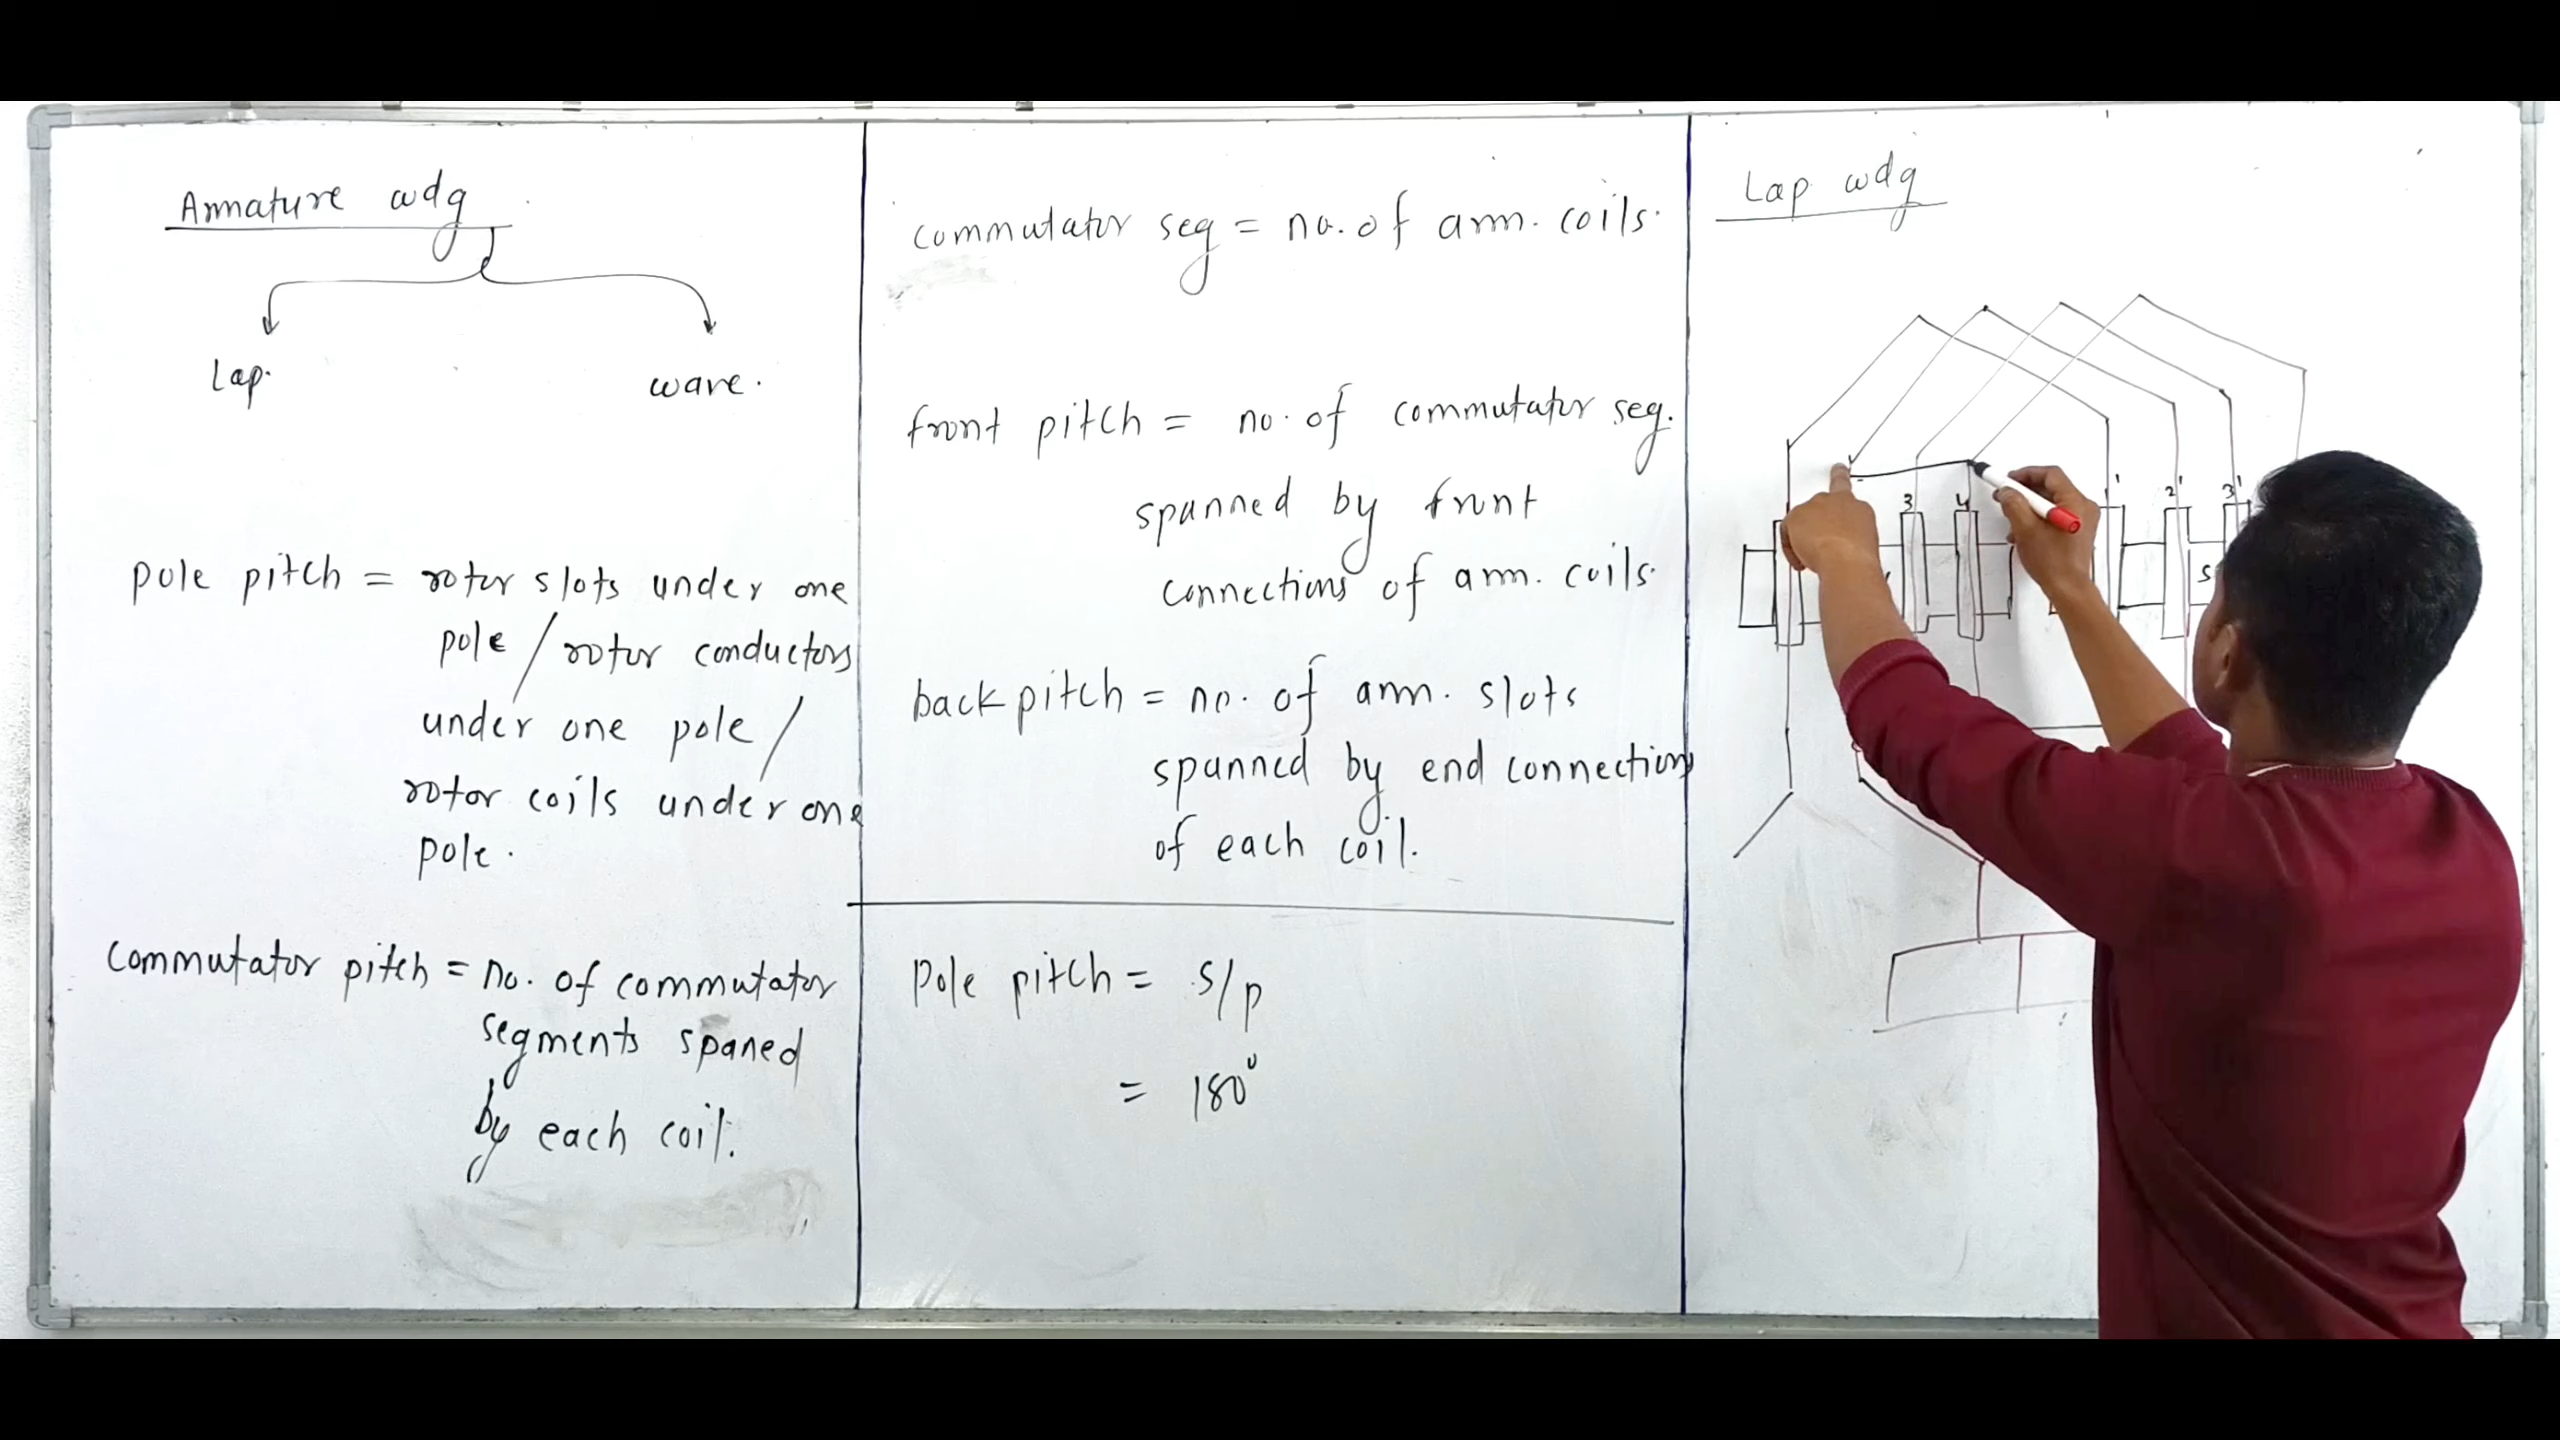 Armature wdg
Lap.
wave.
pole pitch = rotor slots under one
pole / rotor conductors
under one pole /
rotor coils under one
pole.
commutator pitch = no. of commutator
segments spaned
by each coil.
commutator seg = no. of arm. coils.
front pitch = no. of commutator seg.
spanned by front
connections of arm. coils.
back pitch = no. of arm. slots
spanned by end connections
of each coil.
Pole pitch = S/p
= 180°
Lap wdg
3 4 1' 2' 3'
S